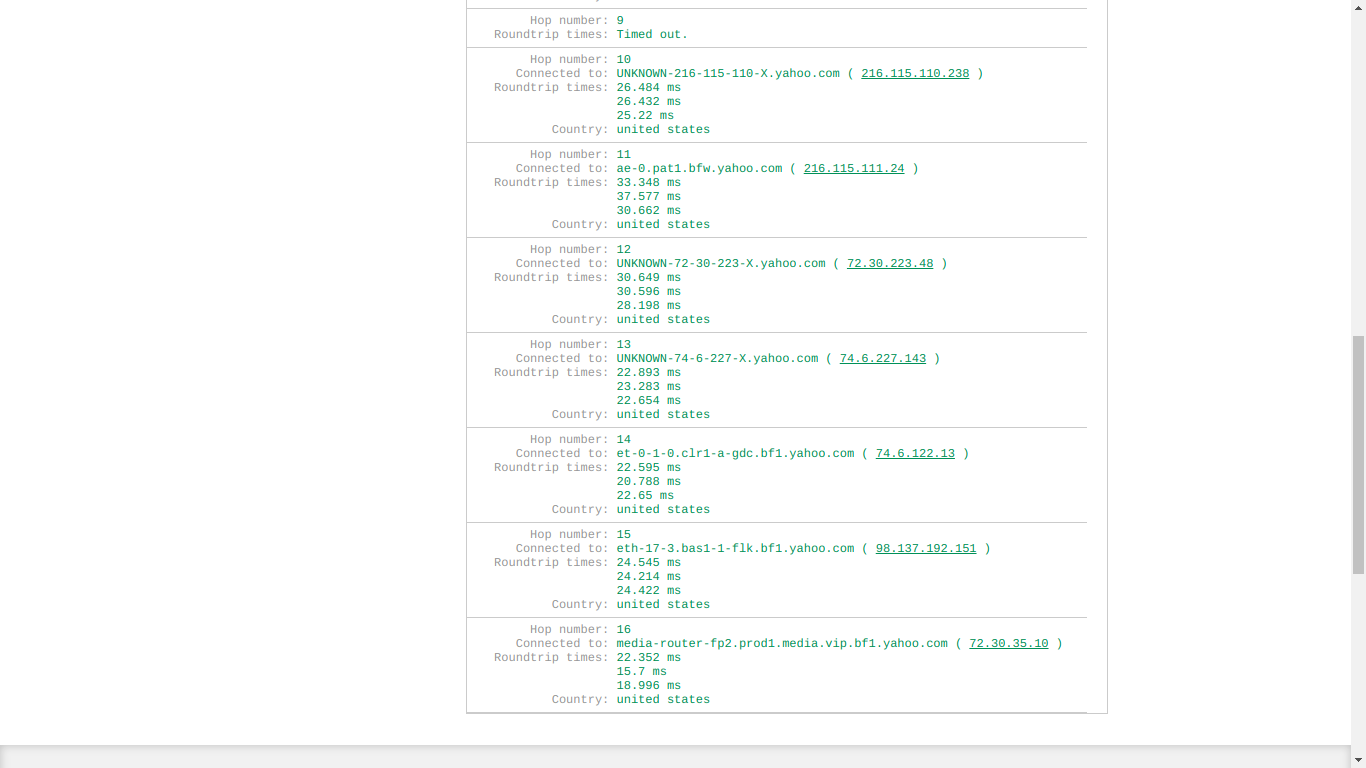 Hop number: 9
Roundtrip times: Timed out.
Hop number: 10
Connected to: UNKNOWN-216-115-110-X.yahoo.com ( 216.115.110.238 )
Roundtrip times: 26.484 ms
26.432 ms
25.22 ms
Country: united states
Hop number: 11
Connected to: ae-0.pat1.bfw.yahoo.com ( 216.115.111.24 )
Roundtrip times: 33.348 ms
37.577 ms
30.662 ms
Country: united states
Hop number: 12
Connected to: UNKNOWN-72-30-223-X.yahoo.com ( 72.30.223.48 )
Roundtrip times: 30.649 ms
30.596 ms
28.198 ms
Country: united states
Hop number: 13
Connected to: UNKNOWN-74-6-227-X.yahoo.com ( 74.6.227.143 )
Roundtrip times: 22.893 ms
23.283 ms
22.654 ms
Country: united states
Hop number: 14
Connected to: et-0-1-0.clr1-a-gdc.bf1.yahoo.com ( 74.6.122.13 )
Roundtrip times: 22.595 ms
20.788 ms
22.65 ms
Country: united states
Hop number: 15
Connected to: eth-17-3.bas1-1-flk.bf1.yahoo.com ( 98.137.192.151 )
Roundtrip times: 24.545 ms
24.214 ms
24.422 ms
Country: united states
Hop number: 16
Connected to: media-router-fp2.prod1.media.vip.bf1.yahoo.com ( 72.30.35.10 )
Roundtrip times: 22.352 ms
15.7 ms
18.996 ms
Country: united states